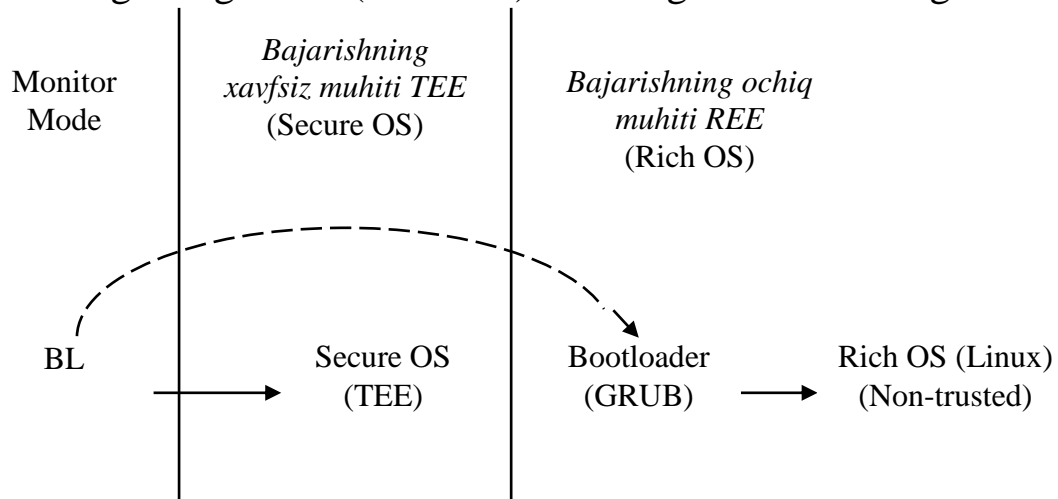 Monitor
Mode
Bajarishning
xavfsiz muhiti TEE
(Secure OS)
Bajarishning ochiq
muhiti REE
(Rich OS)
BL
Secure OS
(TEE)
Bootloader
(GRUB)
Rich OS (Linux)
(Non-trusted)